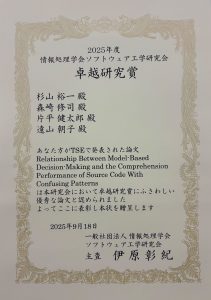 2025年度
情報処理学会ソフトウェア工学研究会
卓越研究賞
杉山 裕一 殿
森崎 修司 殿
片平 健太郎 殿
遠山 朝子 殿
あなた方がTSEで発表された論文
Relationship Between Model-Based
Decision-Making and the Comprehension
Performance of Source Code With
Confusing Patterns
は本研究会において卓越研究賞にふさわしい
優秀な論文と認められました
よってここに表彰し本状を贈呈します
2025年9月18日
一般社団法人 情報処理学会
ソフトウェア工学研究会
主査 伊原 彰紀